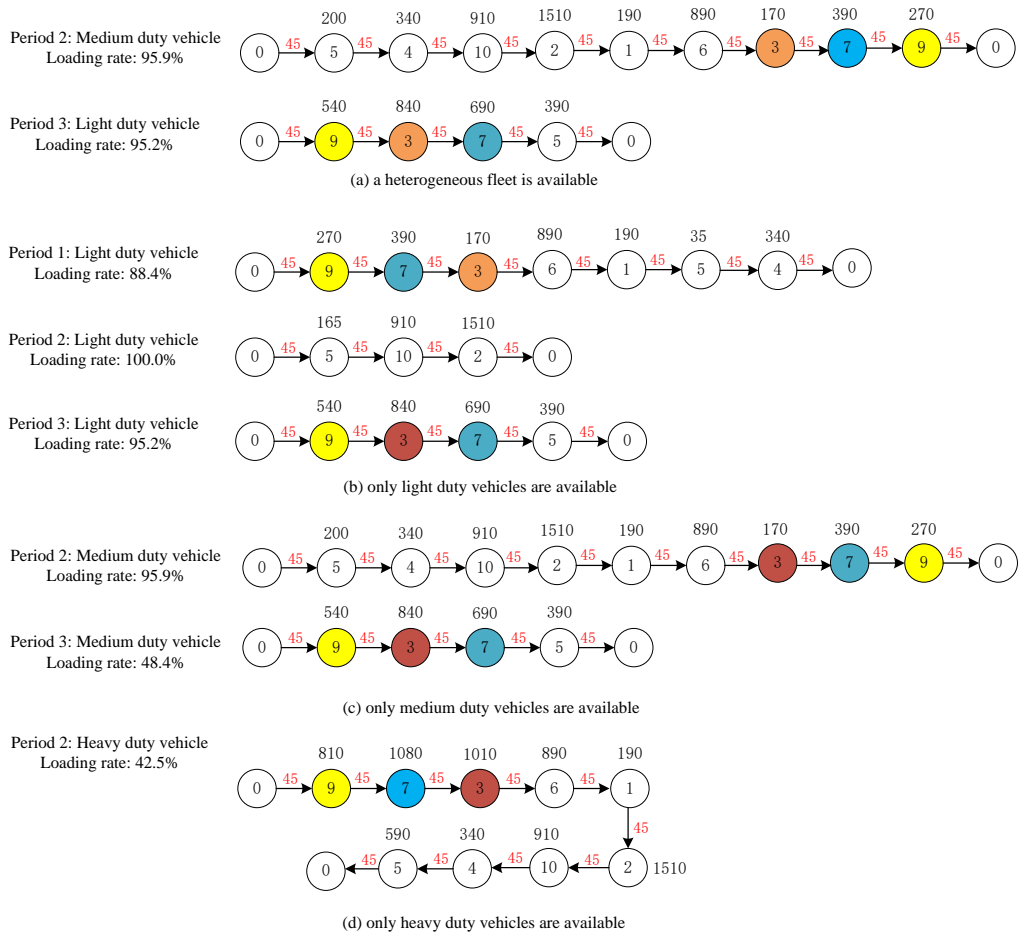 200 340 910 1510 190 890 170 390 270
Period 2: Medium duty vehicle
Loading rate: 95.9%
0 45 5 45 4 45 10 45 2 45 1 45 6 45 3 45 7 45 9 45 0
540 840 690 390
Period 3: Light duty vehicle
Loading rate: 95.2%
0 45 9 45 3 45 7 45 5 45 0
(a) a heterogeneous fleet is available
270 390 170 890 190 35 340
Period 1: Light duty vehicle
Loading rate: 88.4%
0 45 9 45 7 45 3 45 6 45 1 45 5 45 4 45 0
165 910 1510
Period 2: Light duty vehicle
Loading rate: 100.0%
0 45 5 45 10 45 2 45 0
540 840 690 390
Period 3: Light duty vehicle
Loading rate: 95.2%
0 45 9 45 3 45 7 45 5 45 0
(b) only light duty vehicles are available
200 340 910 1510 190 890 170 390 270
Period 2: Medium duty vehicle
Loading rate: 95.9%
0 45 5 45 4 45 10 45 2 45 1 45 6 45 3 45 7 45 9 45 0
540 840 690 390
Period 3: Medium duty vehicle
Loading rate: 48.4%
0 45 9 45 3 45 7 45 5 45 0
(c) only medium duty vehicles are available
Period 2: Heavy duty vehicle
Loading rate: 42.5%
810 1080 1010 890 190
0 45 9 45 7 45 3 45 6 45 1
45
590 340 910
0 45 5 45 4 45 10 45 2 1510
(d) only heavy duty vehicles are available